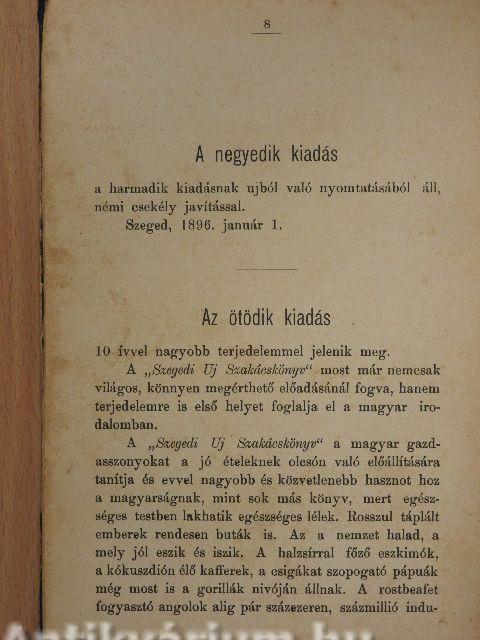 8
A negyedik kiadás
a harmadik kiadásnak ujból való nyomtatásából áll,
némi csekély javítással.
Szeged, 1896. január 1.
Az ötödik kiadás
10 ívvel nagyobb terjedelemmel jelenik meg.
A „Szegedi Uj Szakácskönyv“ most már nemcsak
világos, könnyen megérthető előadásánál fogva, hanem
terjedelemre is első helyet foglalja el a magyar iro-
dalomban.
A „Szegedi Uj Szakácskönyv“ a magyar gazd-
asszonyokat a jó ételeknek olcsón való előállítására
tanítja és evvel nagyobb és közvetlenebb hasznot hoz
a magyarságnak, mint sok más könyv, mert egész-
séges testben lakhatik egészséges lélek. Rosszul táplált
emberek rendesen buták is. Az a nemzet halad, a
mely jól eszik és iszik. A halzsírral főző eszkimók,
a kókuszdión élő kafferek, a csigákat szopogató pápuák
még most is a gorillák nivóján állnak. A rostbeafet
fogyasztó angolok alig pár százezeren, százmillió indu-
Antikvárium.hu